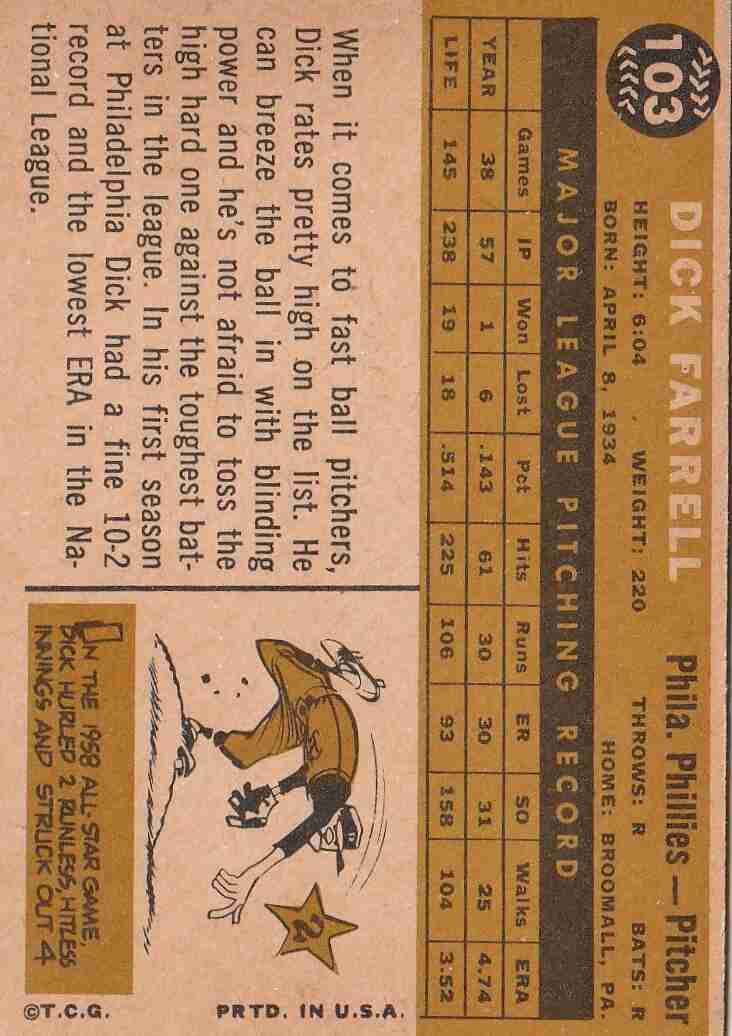 103
DICK FARRELL Phila. Phillies — Pitcher
HEIGHT: 6:04 WEIGHT: 220 THROWS: R BATS: R
BORN: APRIL 8, 1934 HOME: BROOMALL, PA.
MAJOR LEAGUE PITCHING RECORD
Games IP Won Lost Pct Hits Runs ER SO Walks ERA
YEAR 38 57 1 6 .143 61 30 30 31 25 4.74
LIFE 145 238 19 18 .514 225 106 93 158 104 3.52
When it comes to fast ball pitchers,
Dick rates pretty high on the list. He
can breeze the ball in with blinding
power and he's not afraid to toss the
high hard one against the toughest bat-
ters in the league. In his first season
at Philadelphia Dick had a fine 10-2
record and the lowest ERA in the Na-
tional League.
2
IN THE 1958 ALL-STAR GAME,
DICK HURLED 2 RUNLESS, HITLESS
INNINGS AND STRUCK OUT 4
©T.C.G. PRTD. IN U.S.A.